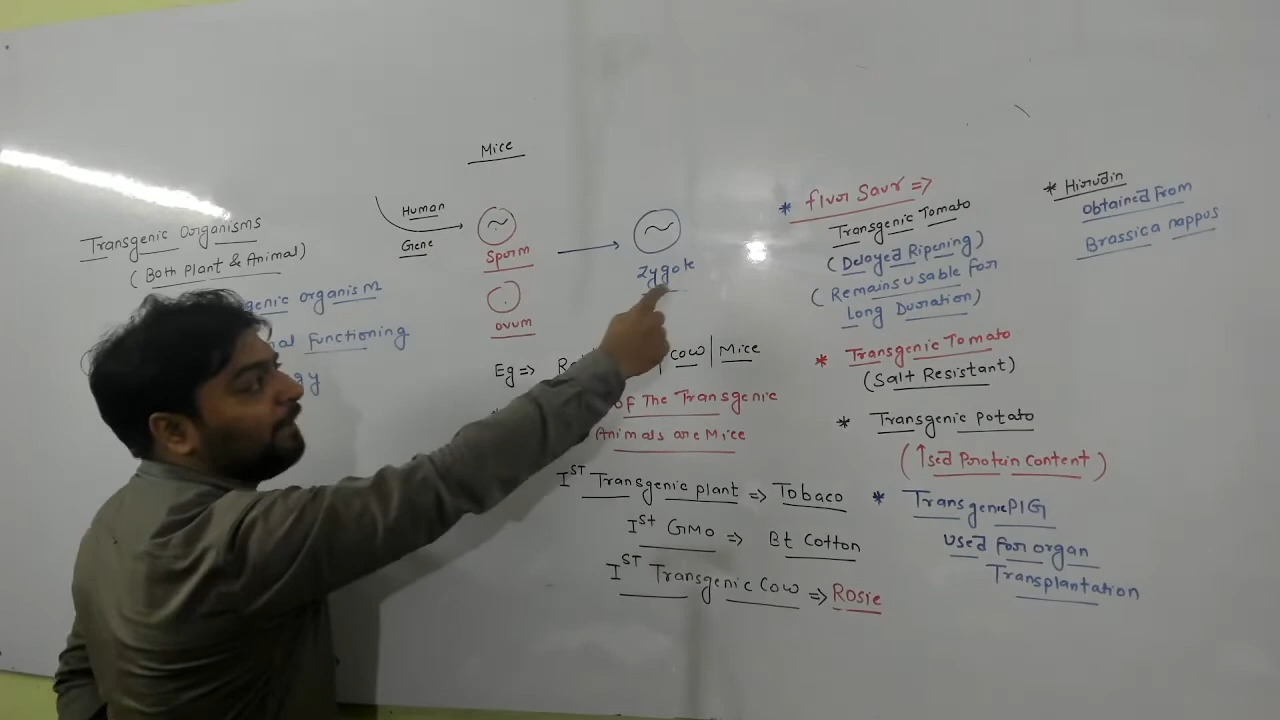 Transgenic Organisms
(Both Plant & Animal)
genic organism
nal Functioning
gy
Mice
Human
Gene
Sperm
ovum
Zygote
Eg=>
Cow|Mice
of The Transgenic
Animals are Mice
IST Transgenic plant => Tobaco
Ist GMO => Bt Cotton
IST Transgenic Cow => Rosie
* flvr Savr =>
Transgenic Tomato
(Delayed Ripening)
(Remains usable for
Long Duration)
* Transgenic Tomato
(Salt Resistant)
* Transgenic Potato
(↑sed Protein Content)
* Transgenic PIG
used for organ
Transplantation
* Hirudin
obtained from
Brassica nappus